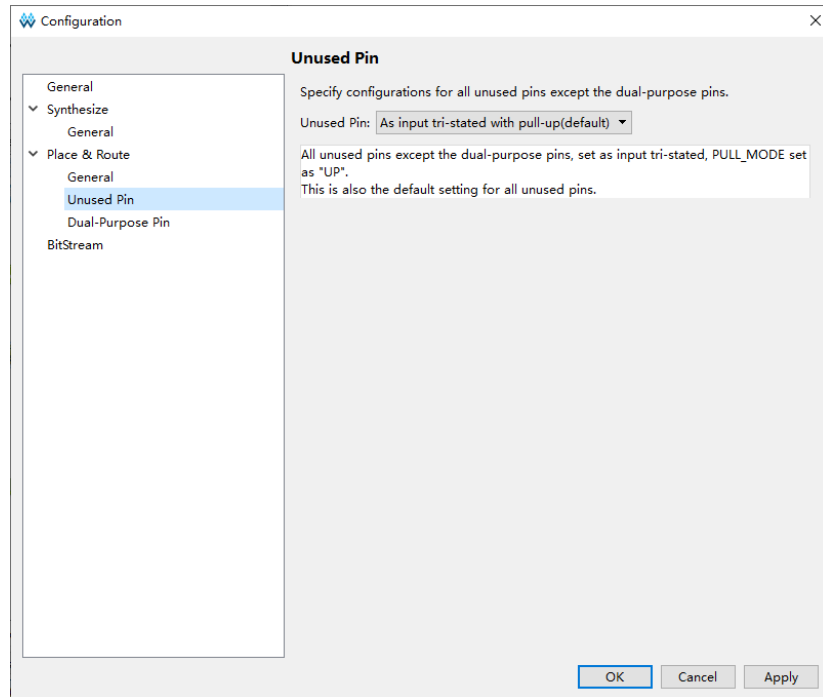 Configuration
Unused Pin
General
Synthesize
General
Place & Route
General
Unused Pin
Dual-Purpose Pin
BitStream
Specify configurations for all unused pins except the dual-purpose pins.
Unused Pin: As input tri-stated with pull-up(default)
All unused pins except the dual-purpose pins, set as input tri-stated, PULL_MODE set
as "UP".
This is also the default setting for all unused pins.
OK Cancel Apply